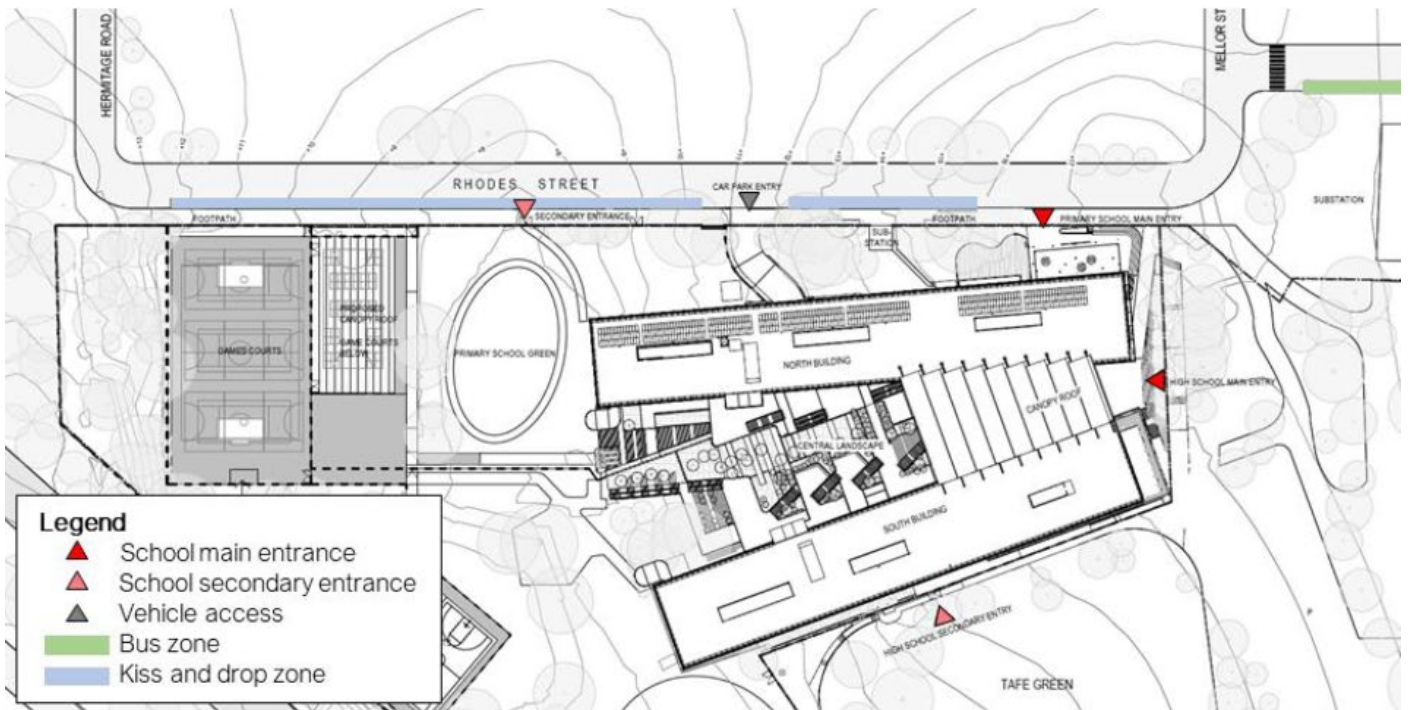 HERMITAGE ROAD
MELLOR ST
RHODES STREET
CAR PARK ENTRY
FOOTPATH
SECONDARY ENTRANCE
FOOTPATH
PRIMARY SCHOOL MAIN ENTRY
SUBSTATION
SUB-
STATION
PROPOSED
CANOPY ROOF
GAME COURTS
BELOW
GAMES COURTS
PRIMARY SCHOOL GREEN
NORTH BUILDING
CANOPY ROOF
HIGH SCHOOL MAIN ENTRY
CENTRAL LANDSCAPE
SOUTH BUILDING
HIGH SCHOOL SECONDARY ENTRY
TAFE GREEN
Legend
School main entrance
School secondary entrance
Vehicle access
Bus zone
Kiss and drop zone